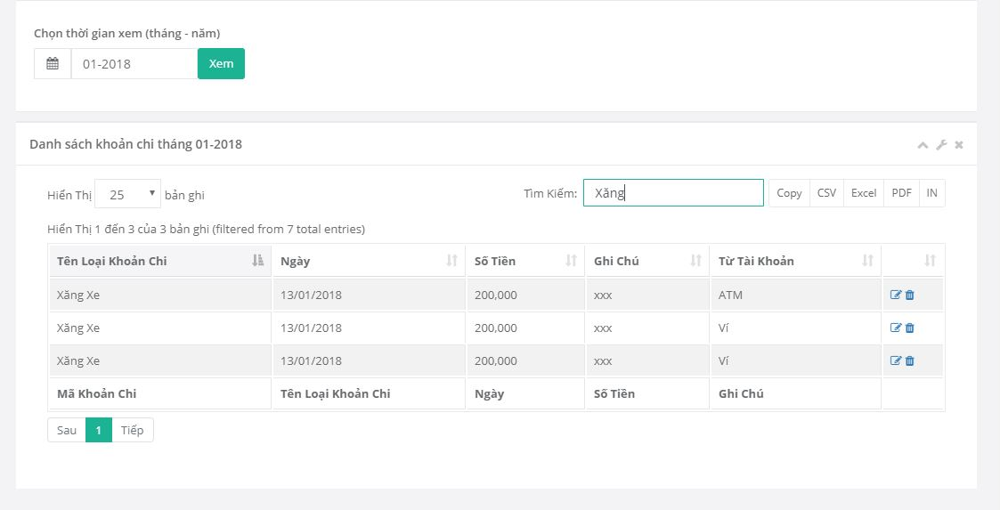 Chọn thời gian xem (tháng - năm)
01-2018 Xem
Danh sách khoản chi tháng 01-2018
Hiển Thị 25 bản ghi Tìm Kiếm: Xăng Copy CSV Excel PDF IN
Hiển Thị 1 đến 3 của 3 bản ghi (filtered from 7 total entries)
Tên Loại Khoản Chi Ngày Số Tiền Ghi Chú Từ Tài Khoản
Xăng Xe 13/01/2018 200,000 xxx ATM
Xăng Xe 13/01/2018 200,000 xxx Ví
Xăng Xe 13/01/2018 200,000 xxx Ví
Mã Khoản Chi Tên Loại Khoản Chi Ngày Số Tiền Ghi Chú
Sau 1 Tiếp